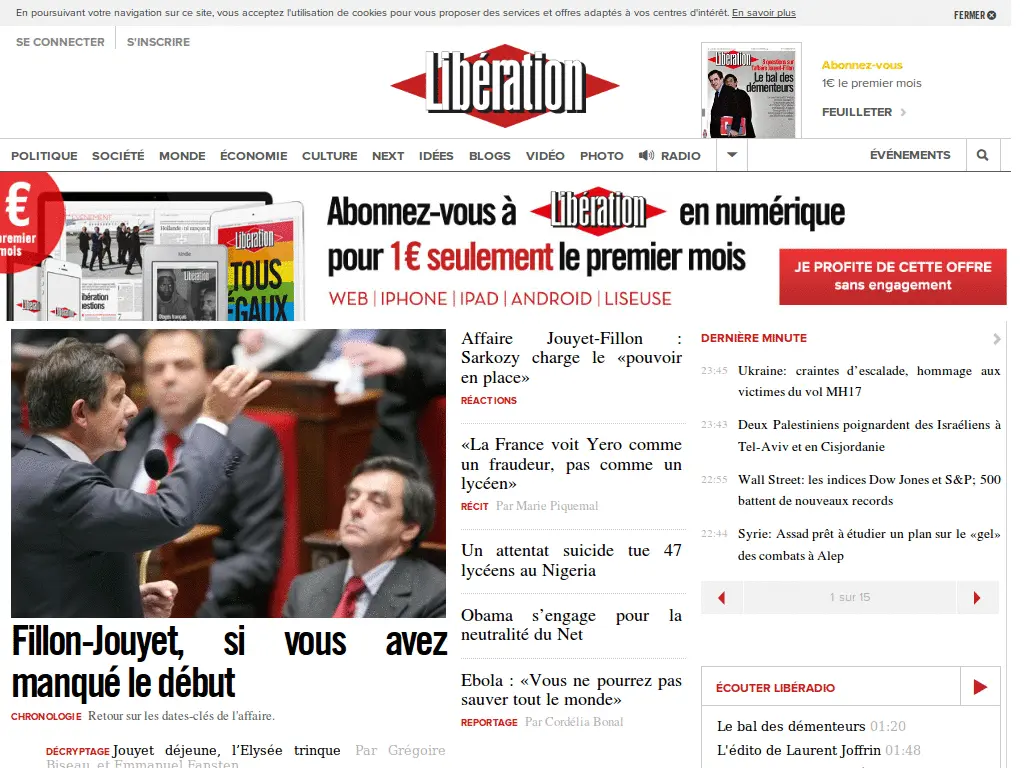 En poursuivant votre navigation sur ce site, vous acceptez l'utilisation de cookies pour vous proposer des services et offres adaptés à vos centres d'intérêt. En savoir plus
FERMER
SE CONNECTER
S'INSCRIRE
Libération
Libération
Le bal des
démenteurs
Abonnez-vous
1€ le premier mois
FEUILLETER
POLITIQUE
SOCIÉTÉ
MONDE
ÉCONOMIE
CULTURE
NEXT
IDÉES
BLOGS
VIDÉO
PHOTO
RADIO
ÉVÉNEMENTS
€
premier
mois
Libération
TOUS
ÉGAUX
kindle
Abonnez-vous à Libération en numérique
pour 1€ seulement le premier mois
WEB | IPHONE | IPAD | ANDROID | LISEUSE
JE PROFITE DE CETTE OFFRE
sans engagement
Fillon-Jouyet, si vous avez
manqué le début
CHRONOLOGIE Retour sur les dates-clés de l'affaire.
DÉCRYPTAGE Jouyet déjeune, l’Elysée trinque Par Grégoire
Biseau, et Emmanuel Fansten
Affaire Jouyet-Fillon :
Sarkozy charge le «pouvoir
en place»
RÉACTIONS
«La France voit Yero comme
un fraudeur, pas comme un
lycéen»
RÉCIT Par Marie Piquemal
Un attentat suicide tue 47
lycéens au Nigeria
Obama s’engage pour la
neutralité du Net
Ebola : «Vous ne pourrez pas
sauver tout le monde»
REPORTAGE Par Cordélia Bonal
DERNIÈRE MINUTE
23:45 Ukraine: craintes d’escalade, hommage aux
victimes du vol MH17
23:43 Deux Palestiniens poignardent des Israéliens à
Tel-Aviv et en Cisjordanie
22:55 Wall Street: les indices Dow Jones et S&P; 500
battent de nouveaux records
22:44 Syrie: Assad prêt à étudier un plan sur le «gel»
des combats à Alep
1 sur 15
ÉCOUTER LIBÉRADIO
Le bal des démenteurs 01:20
L'édito de Laurent Joffrin 01:48